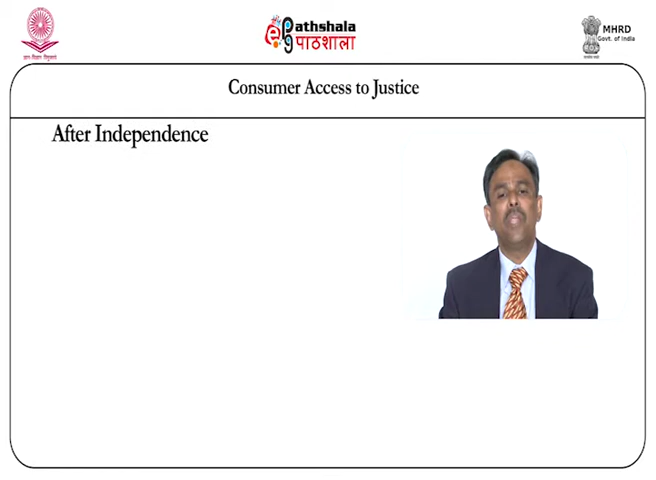 ePathshala
पाठशाला
MHRD
Govt. of India
Consumer Access to Justice
After Independence